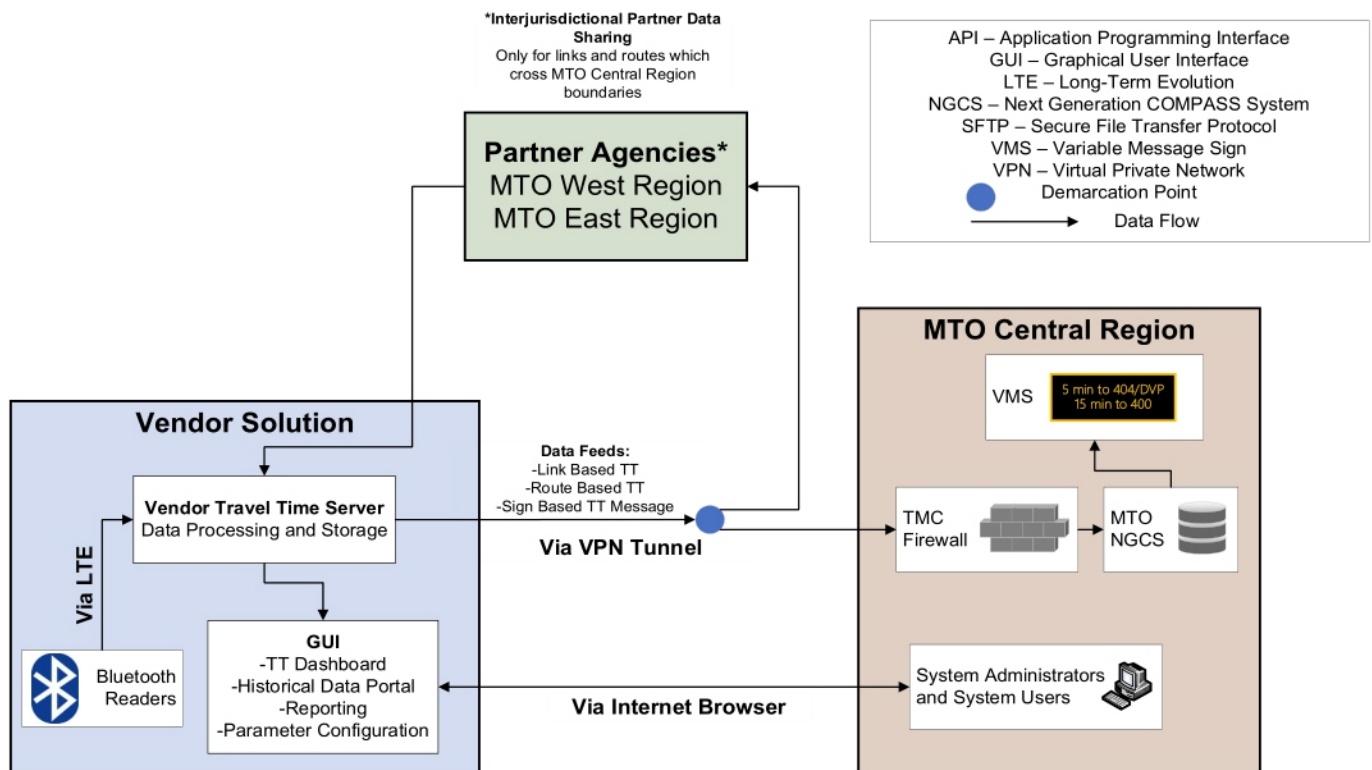 *Interjurisdictional Partner Data
Sharing
Only for links and routes which
cross MTO Central Region
boundaries
API – Application Programming Interface
GUI – Graphical User Interface
LTE – Long-Term Evolution
NGCS – Next Generation COMPASS System
SFTP – Secure File Transfer Protocol
VMS – Variable Message Sign
VPN – Virtual Private Network
Demarcation Point
Data Flow
Partner Agencies*
MTO West Region
MTO East Region
Vendor Solution
Vendor Travel Time Server
Data Processing and Storage
Via LTE
Bluetooth
Readers
GUI
-TT Dashboard
-Historical Data Portal
-Reporting
-Parameter Configuration
Data Feeds:
-Link Based TT
-Route Based TT
-Sign Based TT Message
Via VPN Tunnel
Via Internet Browser
MTO Central Region
VMS
5 min to 404/DVP
15 min to 400
TMC
Firewall
MTO
NGCS
System Administrators
and System Users